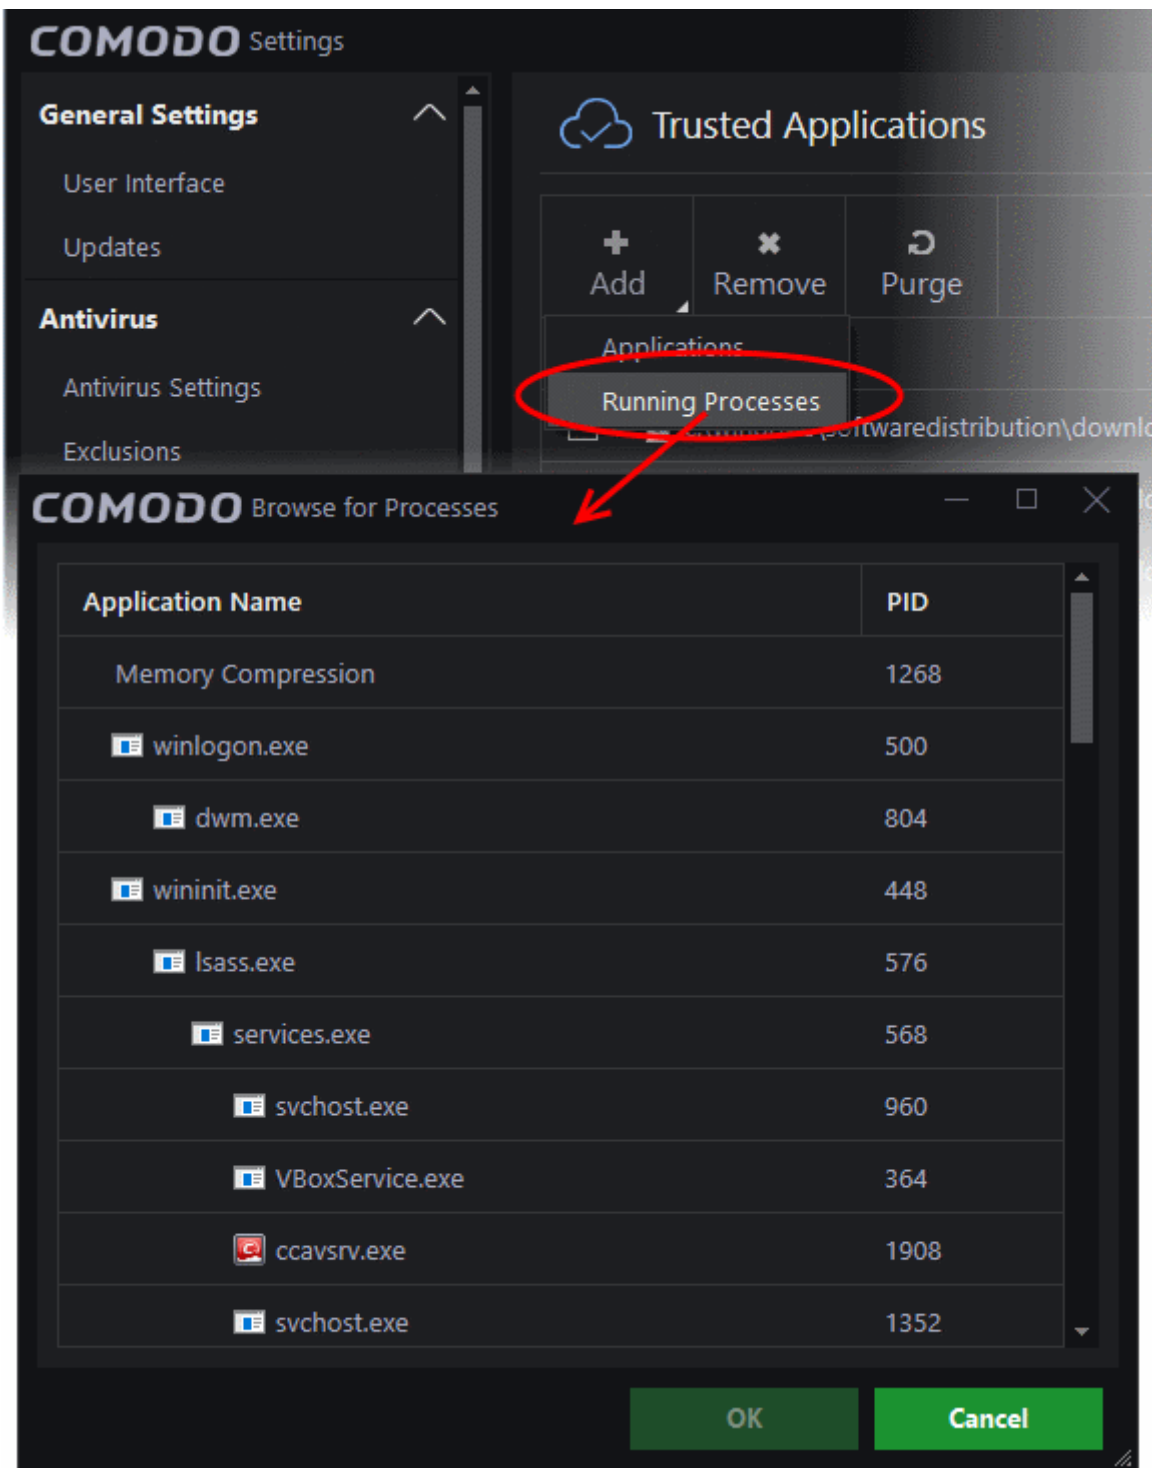 COMODO Settings
General Settings
User Interface
Updates
Antivirus
Antivirus Settings
Exclusions
Trusted Applications
Add
Remove
Purge
Applications
Running Processes
\softwaredistribution\downlo
COMODO Browse for Processes
Application Name PID
Memory Compression 1268
winlogon.exe 500
dwm.exe 804
wininit.exe 448
lsass.exe 576
services.exe 568
svchost.exe 960
VBoxService.exe 364
ccavsrv.exe 1908
svchost.exe 1352
OK
Cancel